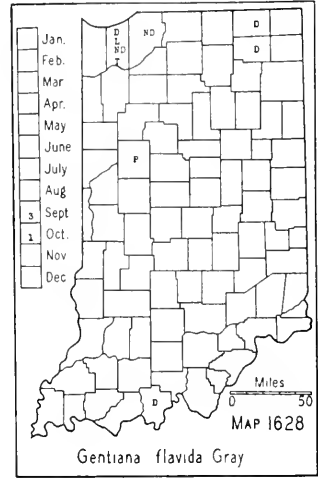 Jan.
Feb.
Mar
Apr.
May
June
July
Aug
3 Sept
1 Oct.
Nov
Dec
D
L
ND
T
ND
D
D
P
D
Miles
0 50
MAP 1628
Gentiana flavida Gray